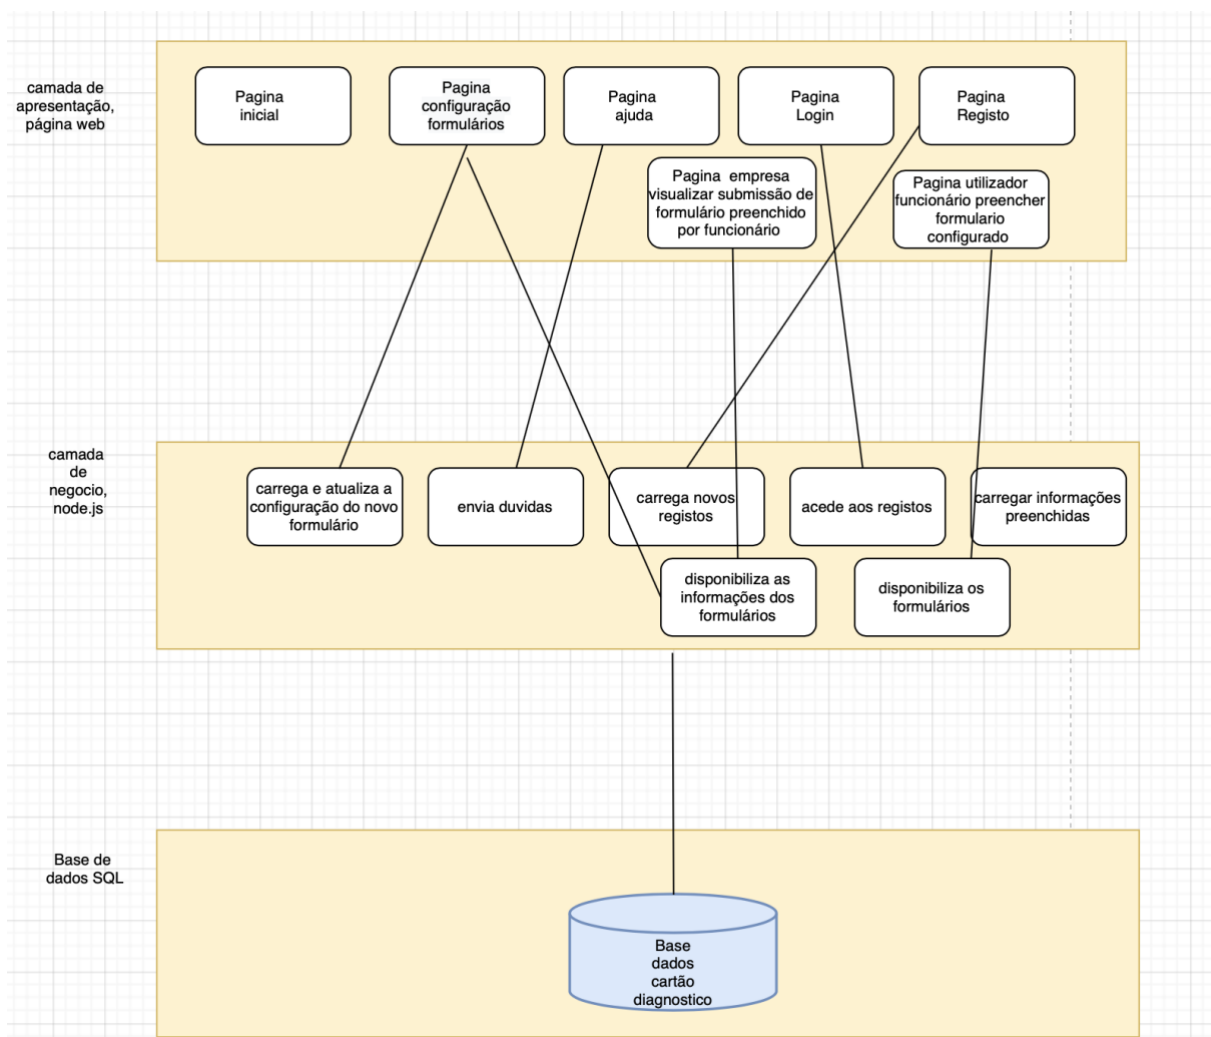 camada de
apresentação,
página web
Pagina
inicial
Pagina
configuração
formulários
Pagina
ajuda
Pagina
Login
Pagina
Registo
Pagina empresa
visualizar submissão de
formulário preenchido
por funcionário
Pagina utilizador
funcionário preencher
formulario
configurado
camada
de
negocio,
node.js
carrega e atualiza a
configuração do novo
formulário
envia duvidas
carrega novos
registos
acede aos registos
carregar informações
preenchidas
disponibiliza as
informações dos
formulários
disponibiliza os
formulários
Base de
dados SQL
Base
dados
cartão
diagnostico